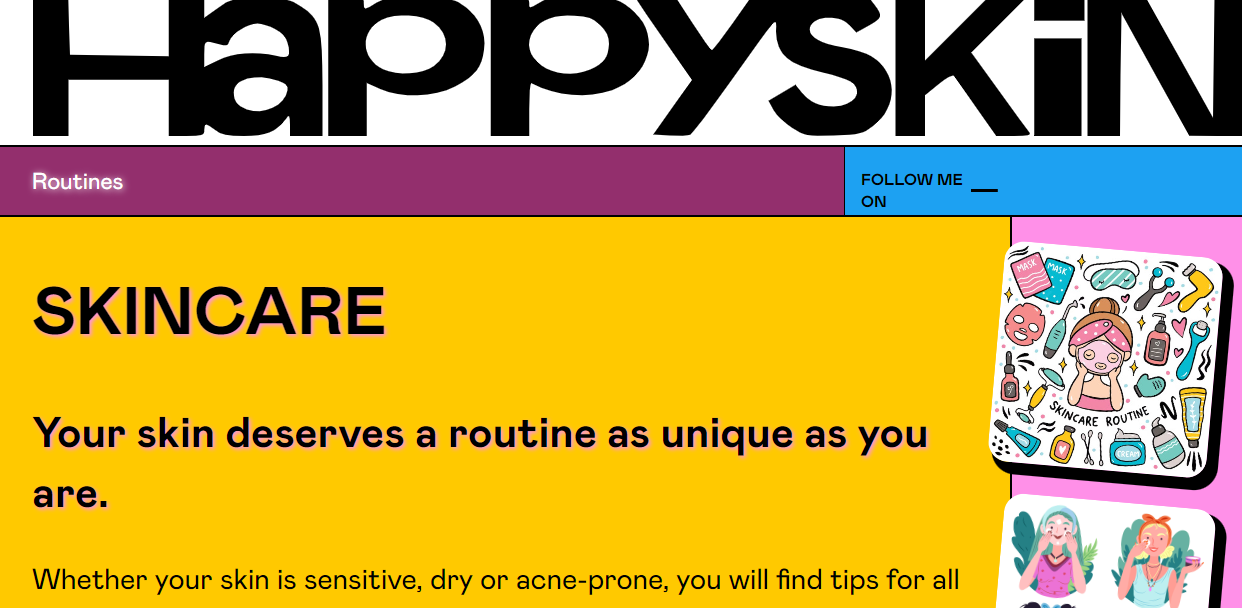 HappyskiN
Routines
FOLLOW ME
ON
SKINCARE
Your skin deserves a routine as unique as you
are.
Whether your skin is sensitive, dry or acne-prone, you will find tips for all
MASK
MASK
SKINCARE ROUTINE
CREAM